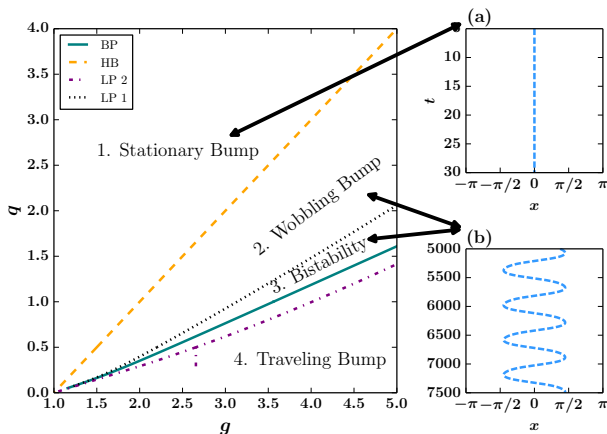 4.0
3.5
3.0
2.5
2.0
1.5
1.0
0.5
0.0
q
1.0 1.5 2.0 2.5 3.0 3.5 4.0 4.5 5.0
g
BP
HB
LP 2
LP 1
1. Stationary Bump
2. Wobbling Bump
3. Bistability
4. Traveling Bump
(a)
5
10
15
20
25
30
t
−π −π/2 0 π/2 π
x
(b)
5000
5500
6000
6500
7000
7500
−π −π/2 0 π/2 π
x